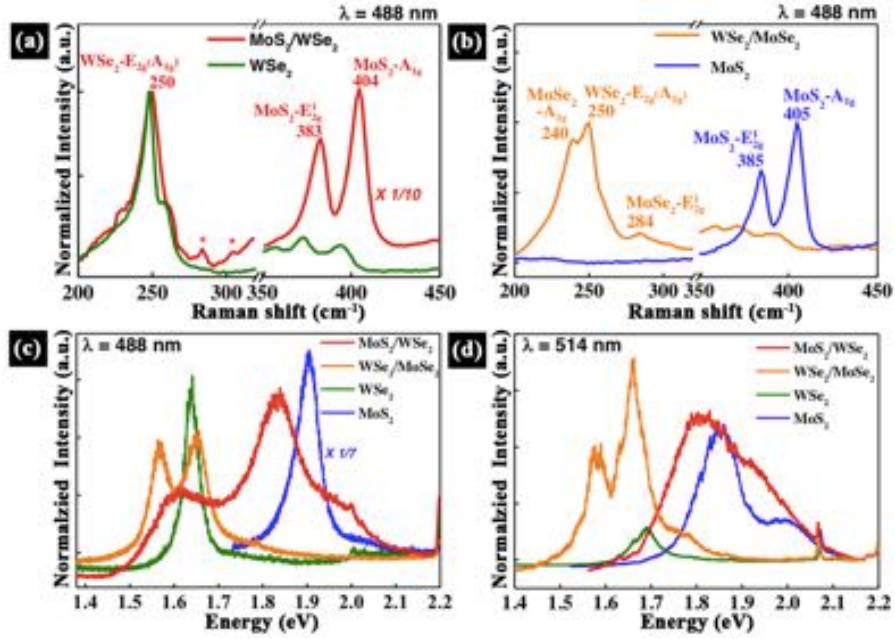 (a)
λ = 488 nm
MoS₂/WSe₂
WSe₂
WSe₂-E₂g(A₁g)
250
MoS₂-A₁g
404
MoS₂-E¹₂g
383
X 1/10
* *
Normalized Intensity (a.u.)
200 250 300 350 400 450
Raman shift (cm⁻¹)
(b)
λ = 488 nm
WSe₂/MoSe₂
MoS₂
MoSe₂
-A₁g
240
WSe₂-E₂g(A₁g)
250
MoS₂-A₁g
405
MoS₂-E¹₂g
385
MoSe₂-E¹₂g
284
Normalized Intensity (a.u.)
200 250 300 350 400 450
Raman shift (cm⁻¹)
(c)
λ = 488 nm
MoS₂/WSe₂
WSe₂/MoSe₂
WSe₂
MoS₂
X 1/7
Normalzied Intensity (a.u.)
1.4 1.5 1.6 1.7 1.8 1.9 2.0 2.1 2.2
Energy (eV)
(d)
λ = 514 nm
MoS₂/WSe₂
WSe₂/MoSe₂
WSe₂
MoS₂
Normalzied Intensity (a.u.)
1.4 1.5 1.6 1.7 1.8 1.9 2.0 2.1 2.2
Energy (eV)